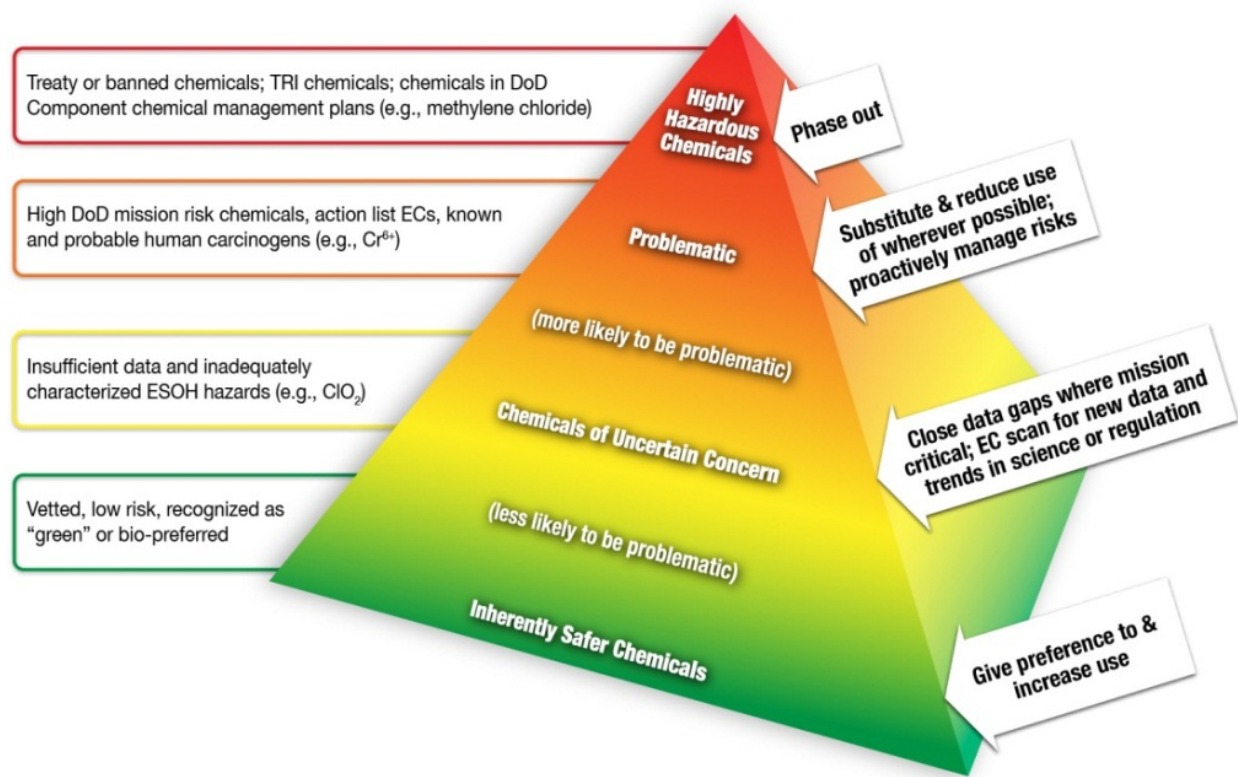 Treaty or banned chemicals; TRI chemicals; chemicals in DoD
Component chemical management plans (e.g., methylene chloride)
Highly
Hazardous
Chemicals
Phase out
High DoD mission risk chemicals, action list ECs, known
and probable human carcinogens (e.g., Cr⁶⁺)
Problematic
Substitute & reduce use
of wherever possible;
proactively manage risks
(more likely to be problematic)
Insufficient data and inadequately
characterized ESOH hazards (e.g., ClO₂)
Chemicals of Uncertain Concern
Close data gaps where mission
critical; EC scan for new data and
trends in science or regulation
(less likely to be problematic)
Vetted, low risk, recognized as
“green” or bio-preferred
Inherently Safer Chemicals
Give preference to &
increase use